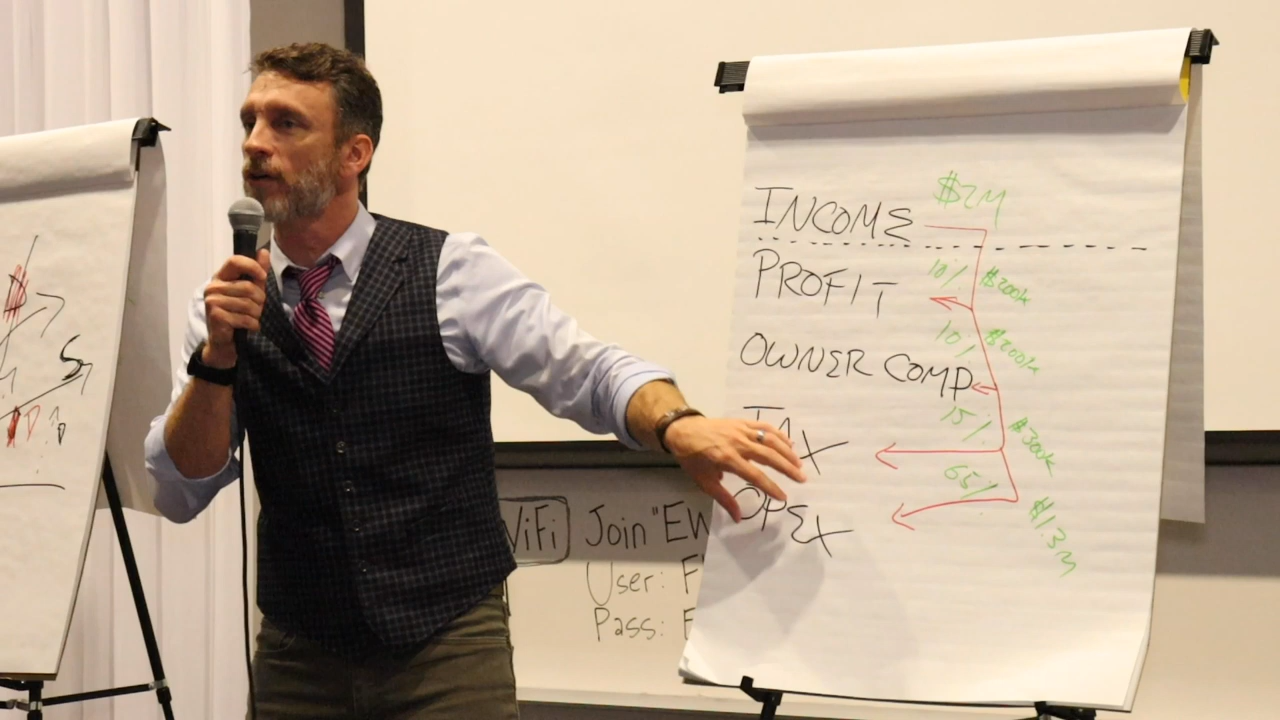 $2M
INCOME
PROFIT 10% $200k
OWNER COMP 10% $200k
TAX 15% $300k
OPEX 65% $1.3M
WiFi Join "EW
User: F
Pass: E